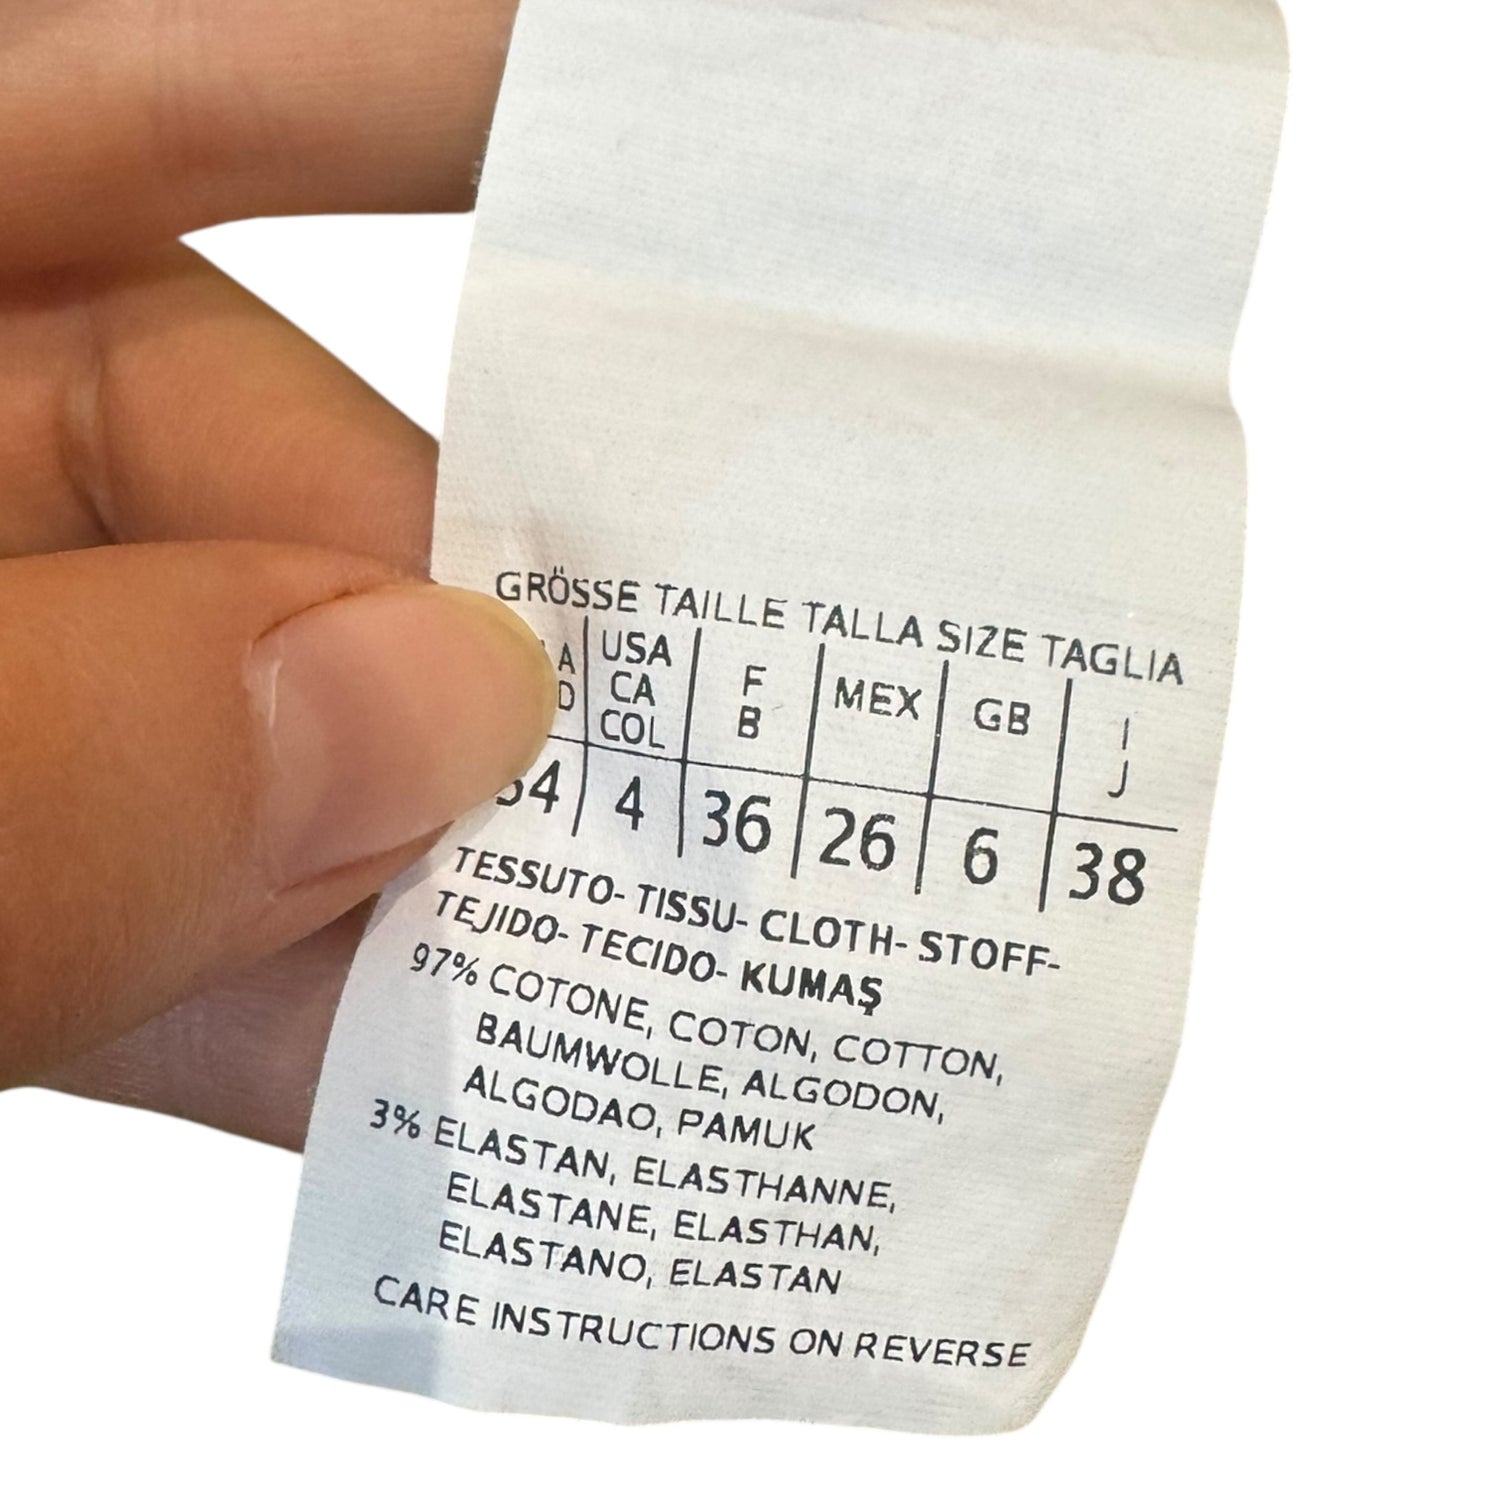 GRÖSSE TAILLE TALLA SIZE TAGLIA
A USA F MEX GB I
D CA B J
COL
4 36 26 6 38
TESSUTO- TISSU- CLOTH- STOFF-
TEJIDO- TECIDO- KUMAŞ
97% COTONE, COTON, COTTON,
BAUMWOLLE, ALGODON,
ALGODAO, PAMUK
3% ELASTAN, ELASTHANNE,
ELASTANE, ELASTHAN,
ELASTANO, ELASTAN
CARE INSTRUCTIONS ON REVERSE